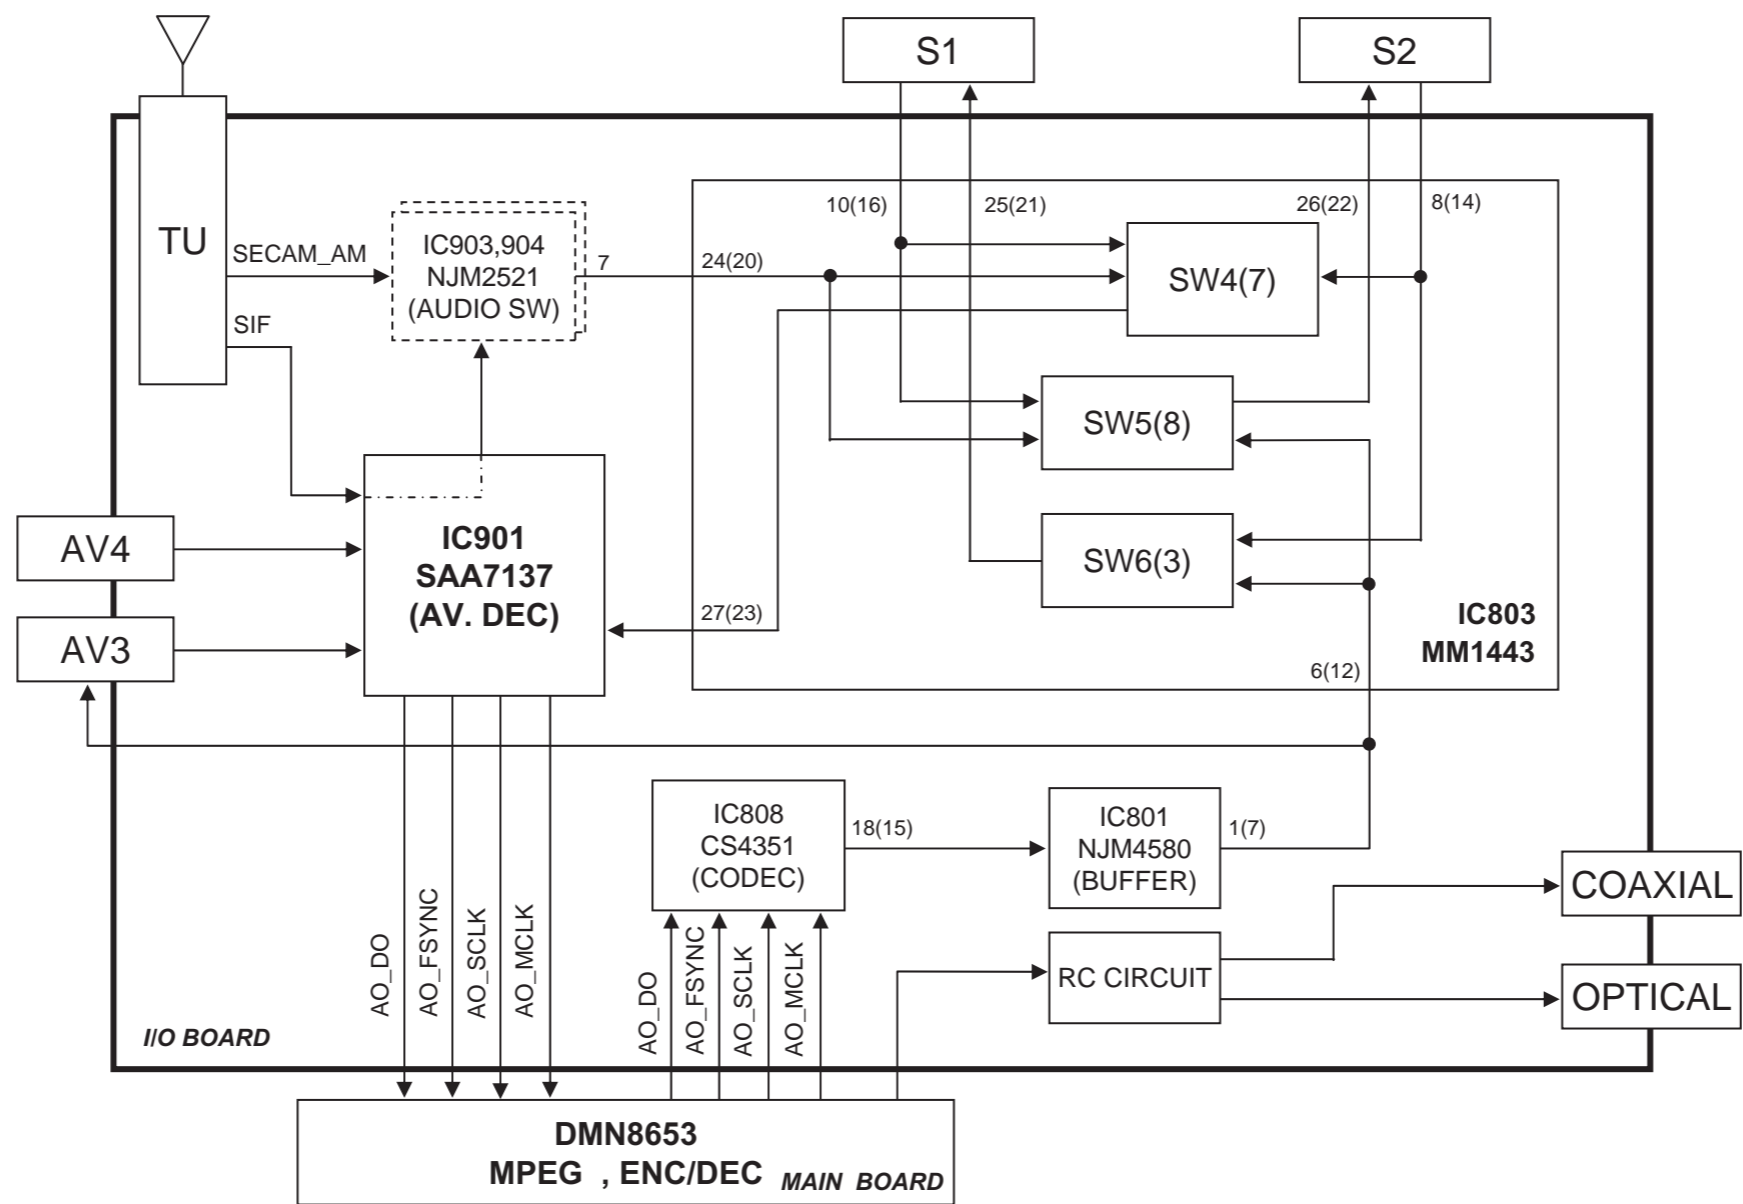 S1
S2
TU
SECAM_AM
SIF
IC903,904
NJM2521
(AUDIO SW)
7
24(20)
10(16)
25(21)
26(22)
8(14)
SW4(7)
SW5(8)
SW6(3)
27(23)
IC803
MM1443
6(12)
AV4
AV3
IC901
SAA7137
(AV. DEC)
IC808
CS4351
(CODEC)
18(15)
IC801
NJM4580
(BUFFER)
1(7)
RC CIRCUIT
COAXIAL
OPTICAL
AO_DO
AO_FSYNC
AO_SCLK
AO_MCLK
AO_DO
AO_FSYNC
AO_SCLK
AO_MCLK
I/O BOARD
DMN8653
MPEG , ENC/DEC
MAIN BOARD